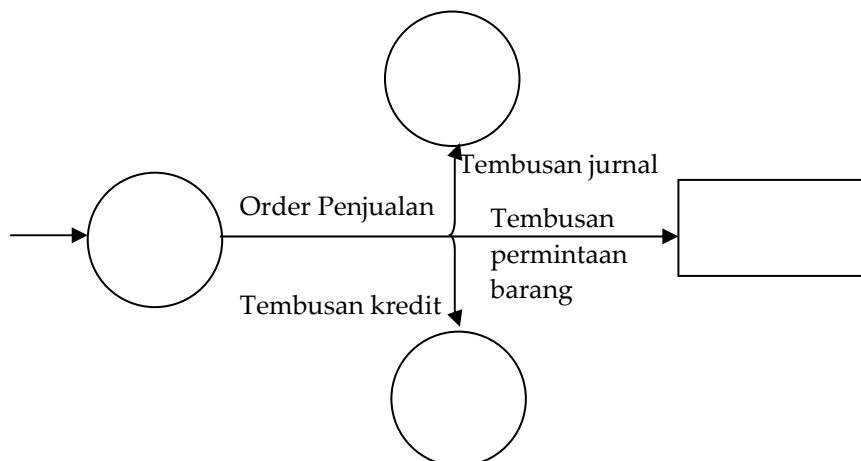 Tembusan jurnal
Order Penjualan
Tembusan
permintaan
barang
Tembusan kredit